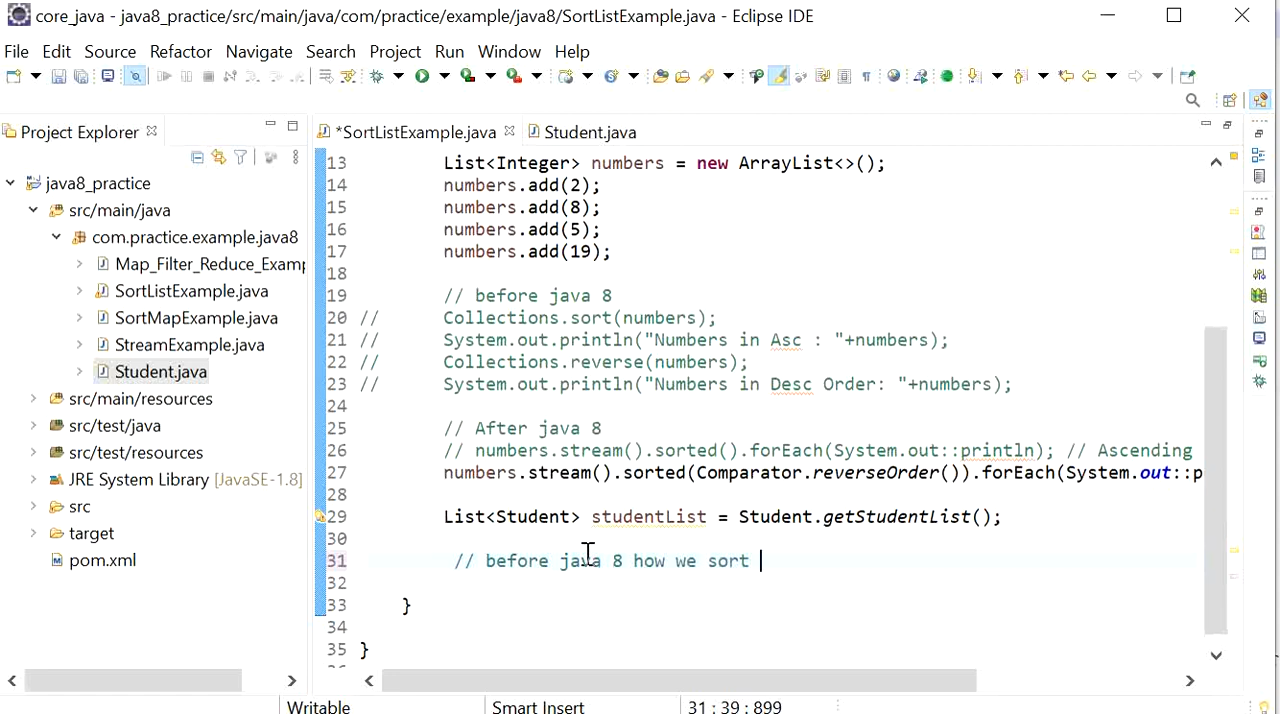 core_java - java8_practice/src/main/java/com/practice/example/java8/SortListExample.java - Eclipse IDE
File Edit Source Refactor Navigate Search Project Run Window Help
Project Explorer
*SortListExample.java
Student.java
java8_practice
src/main/java
com.practice.example.java8
Map_Filter_Reduce_Examp
SortListExample.java
SortMapExample.java
StreamExample.java
Student.java
src/main/resources
src/test/java
src/test/resources
JRE System Library [JavaSE-1.8]
src
target
pom.xml
13 List<Integer> numbers = new ArrayList<>();
14 numbers.add(2);
15 numbers.add(8);
16 numbers.add(5);
17 numbers.add(19);
18
19 // before java 8
20 // Collections.sort(numbers);
21 // System.out.println("Numbers in Asc : "+numbers);
22 // Collections.reverse(numbers);
23 // System.out.println("Numbers in Desc Order: "+numbers);
24
25 // After java 8
26 // numbers.stream().sorted().forEach(System.out::println); // Ascending
27 numbers.stream().sorted(Comparator.reverseOrder()).forEach(System.out::p
28
29 List<Student> studentList = Student.getStudentList();
30
31 // before java 8 how we sort
32
33 }
34
35 }
Writable
Smart Insert
31 : 39 : 899